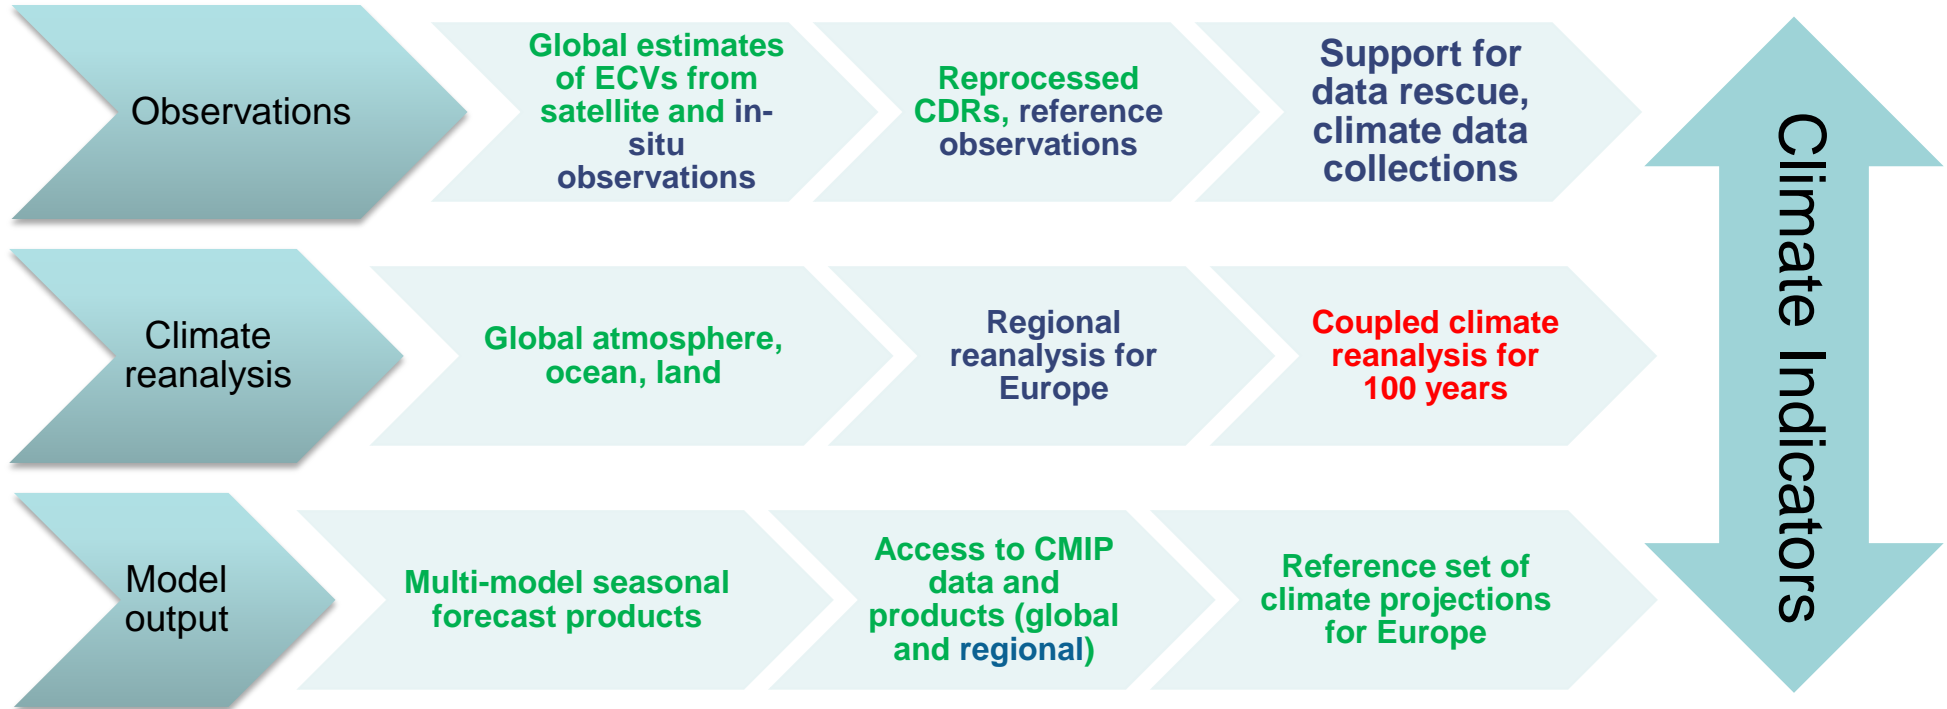 Observations
Global estimates
of ECVs from
satellite and in-
situ
observations
Reprocessed
CDRs, reference
observations
Support for
data rescue,
climate data
collections
Climate
reanalysis
Global atmosphere,
ocean, land
Regional
reanalysis for
Europe
Coupled climate
reanalysis for
100 years
Model
output
Multi-model seasonal
forecast products
Access to CMIP
data and
products (global
and regional)
Reference set of
climate projections
for Europe
Climate Indicators